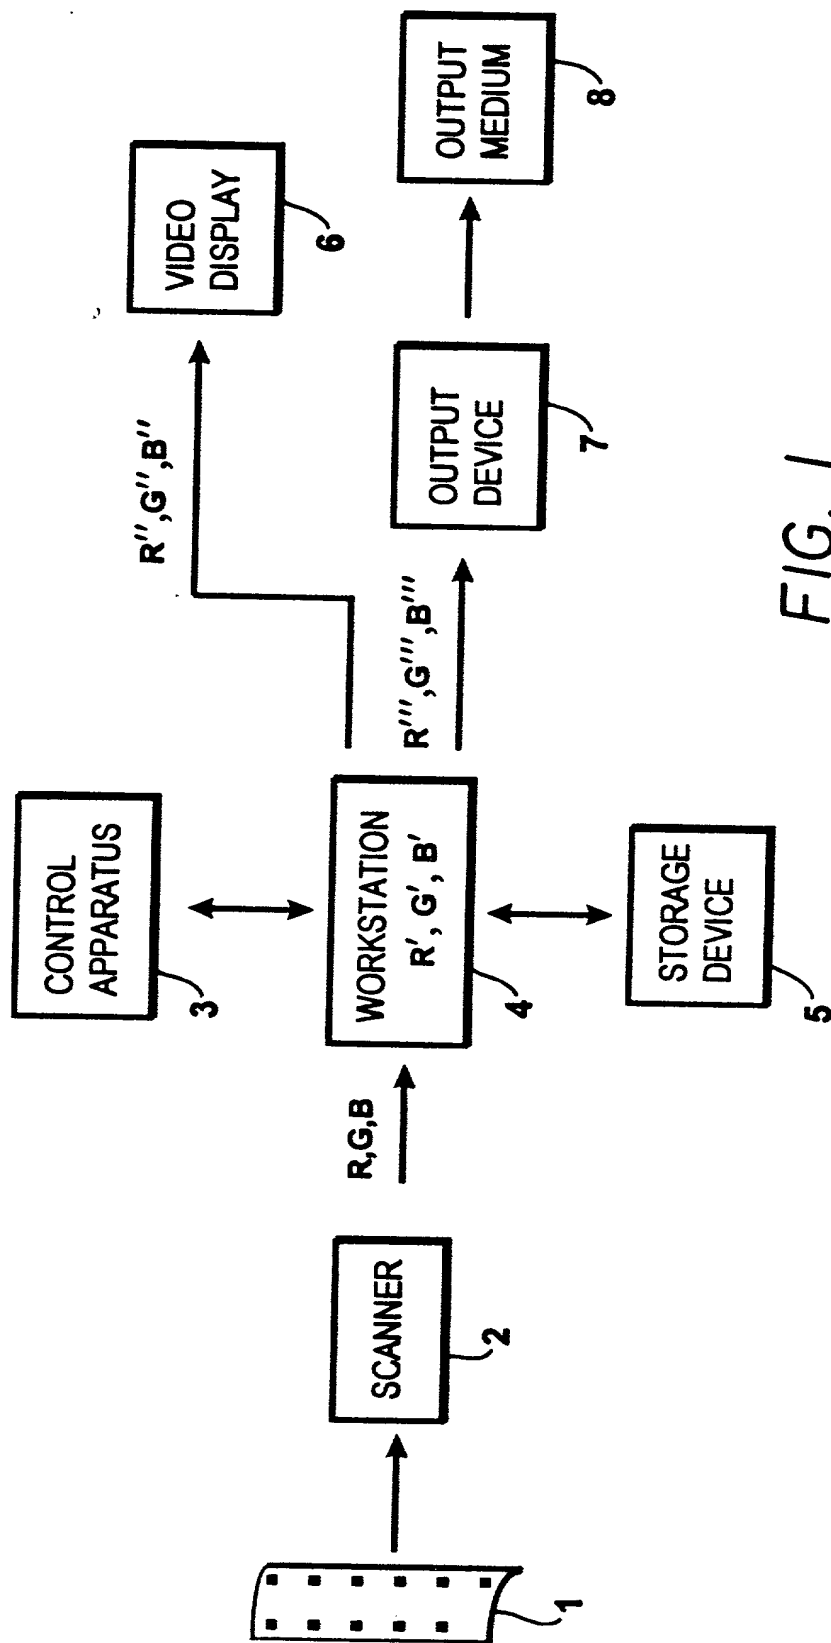 CONTROL
APPARATUS
3
VIDEO
DISPLAY
6
R'',G'',B''
1
SCANNER
2
R,G,B
WORKSTATION
R', G', B'
4
R''',G''',B'''
OUTPUT
DEVICE
7
OUTPUT
MEDIUM
8
STORAGE
DEVICE
5
FIG. 1